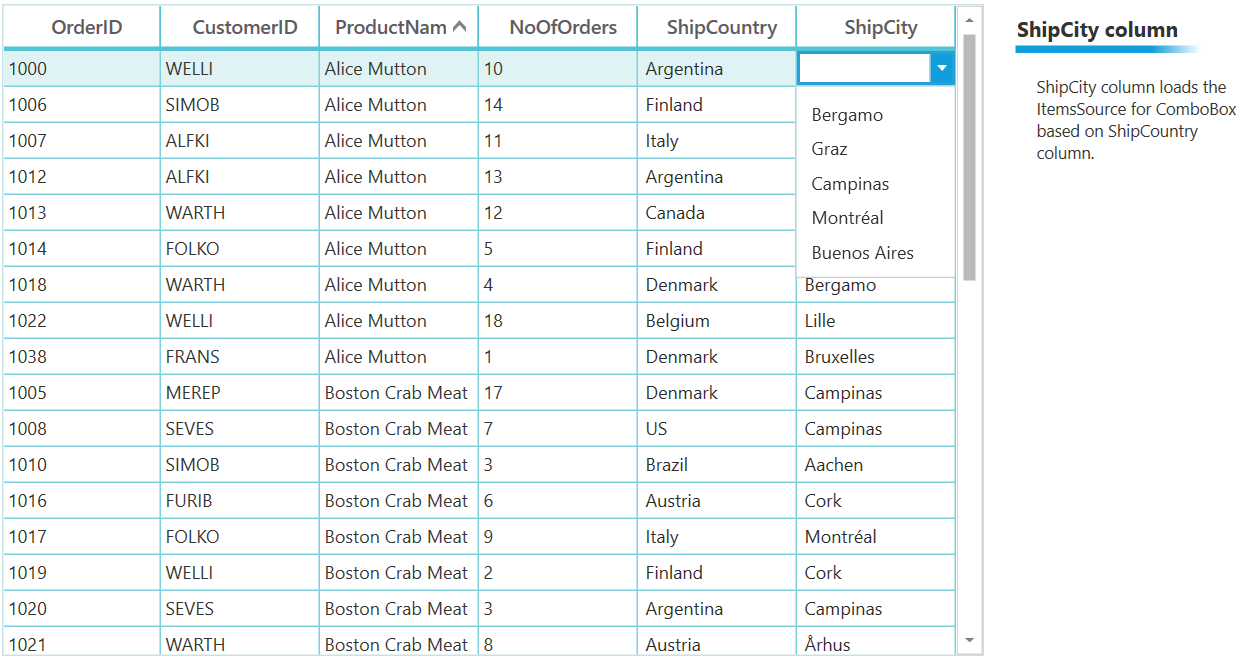 OrderID CustomerID ProductNam NoOfOrders ShipCountry ShipCity
1000 WELLI Alice Mutton 10 Argentina
1006 SIMOB Alice Mutton 14 Finland
1007 ALFKI Alice Mutton 11 Italy
1012 ALFKI Alice Mutton 13 Argentina
1013 WARTH Alice Mutton 12 Canada
1014 FOLKO Alice Mutton 5 Finland
Bergamo
Graz
Campinas
Montréal
Buenos Aires
1018 WARTH Alice Mutton 4 Denmark Bergamo
1022 WELLI Alice Mutton 18 Belgium Lille
1038 FRANS Alice Mutton 1 Denmark Bruxelles
1005 MEREP Boston Crab Meat 17 Denmark Campinas
1008 SEVES Boston Crab Meat 7 US Campinas
1010 SIMOB Boston Crab Meat 3 Brazil Aachen
1016 FURIB Boston Crab Meat 6 Austria Cork
1017 FOLKO Boston Crab Meat 9 Italy Montréal
1019 WELLI Boston Crab Meat 2 Finland Cork
1020 SEVES Boston Crab Meat 3 Argentina Campinas
1021 WARTH Boston Crab Meat 8 Austria Århus
ShipCity column
ShipCity column loads the
ItemsSource for ComboBox
based on ShipCountry
column.